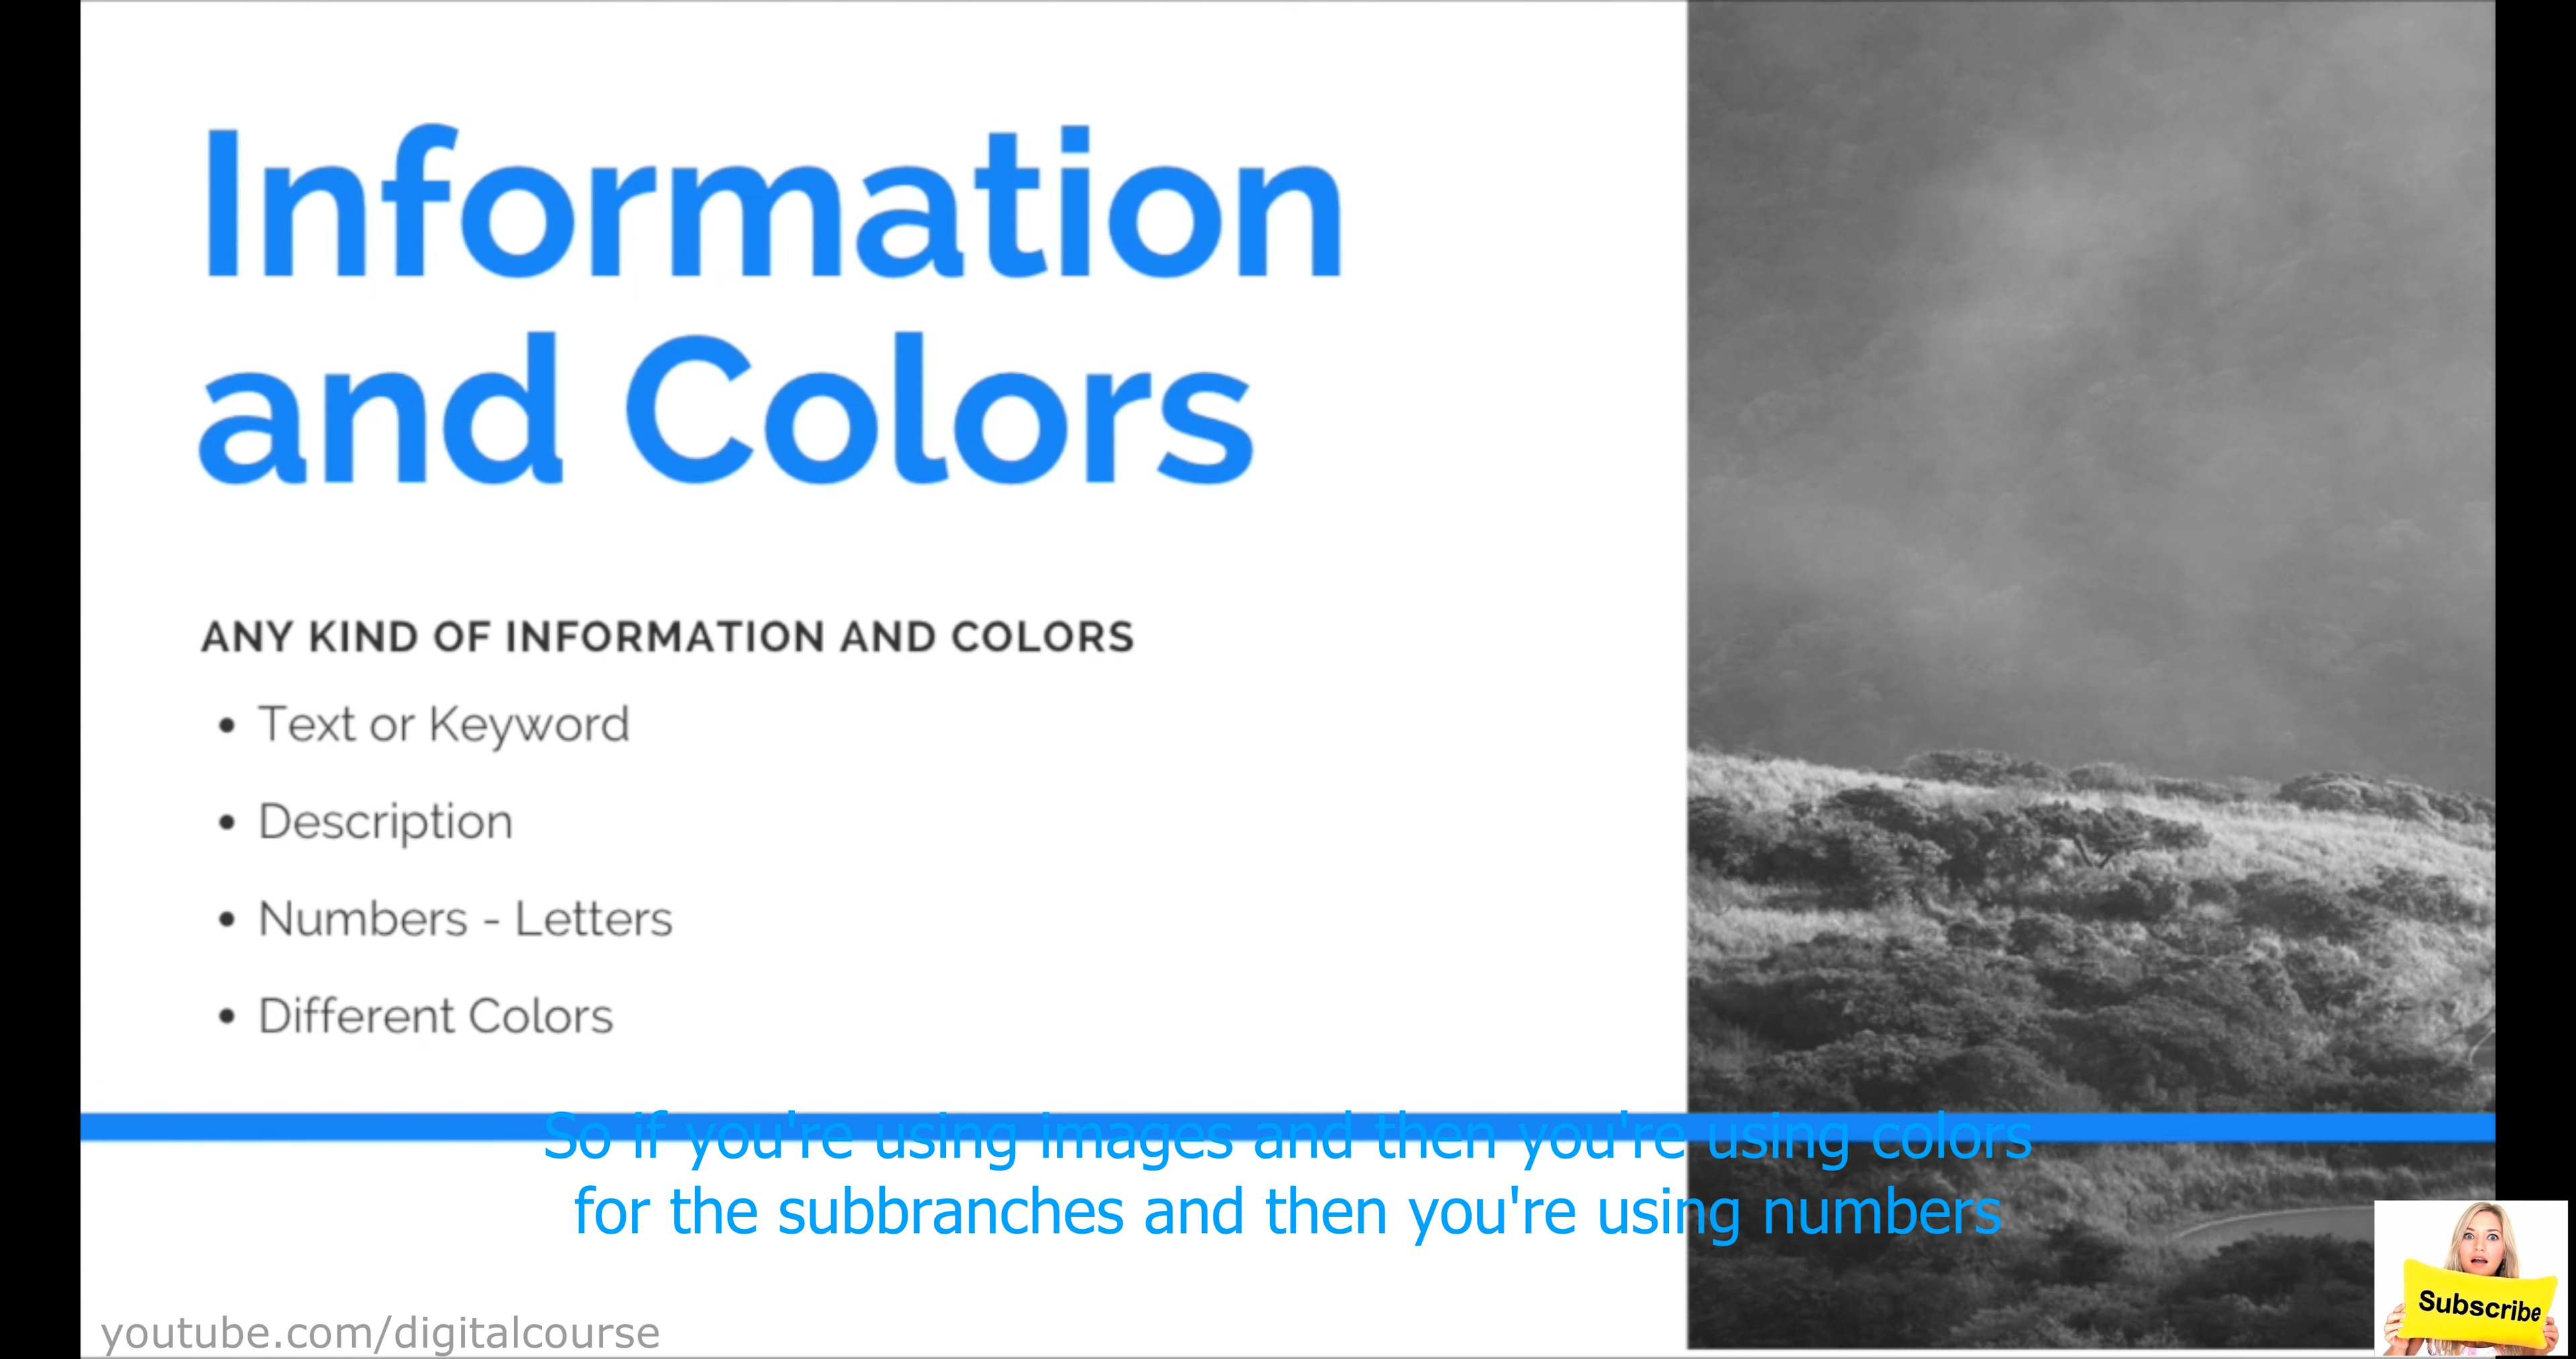 Information
and Colors
ANY KIND OF INFORMATION AND COLORS
• Text or Keyword
• Description
• Numbers - Letters
• Different Colors
So if you're using images and then you're using colors
for the subbranches and then you're using numbers
youtube.com/digitalcourse
Subscribe